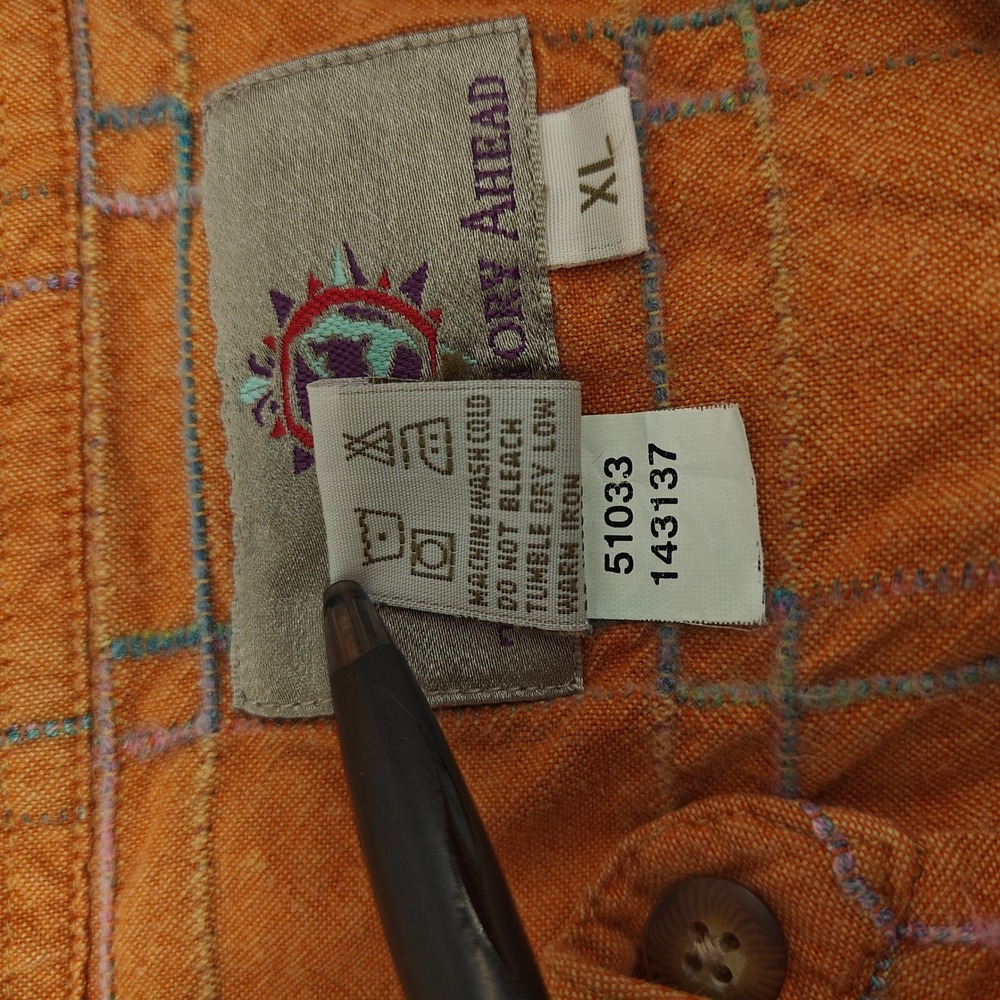 ORY AHEAD
XL
MACHINE WASH COLD
DO NOT BLEACH
TUMBLE DRY LOW
WARM IRON
51033
143137